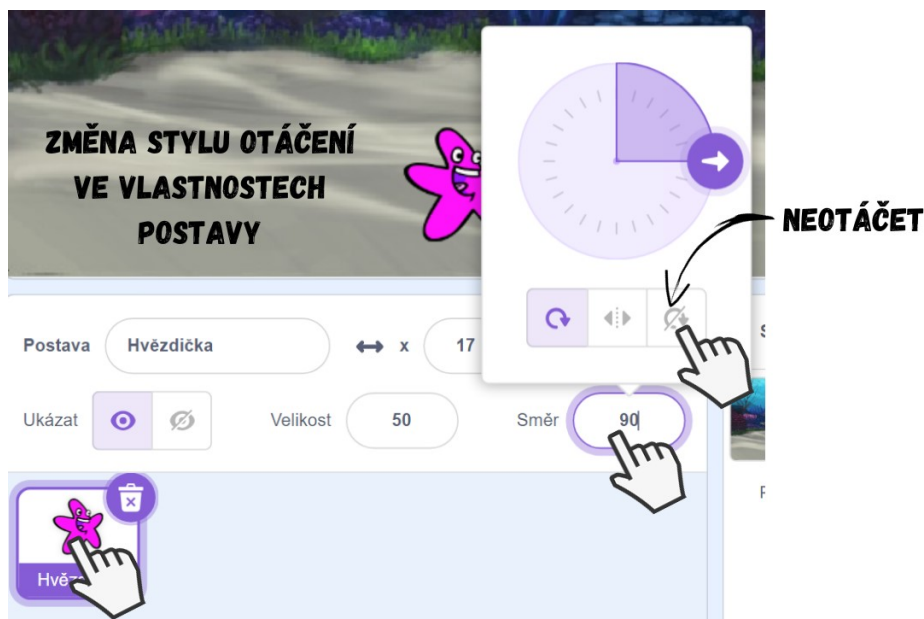 ZMĚNA STYLU OTÁČENÍ
VE VLASTNOSTECH
POSTAVY
NEOTÁČET
Postava Hvězdička x 17
Ukázat Velikost 50 Směr 90